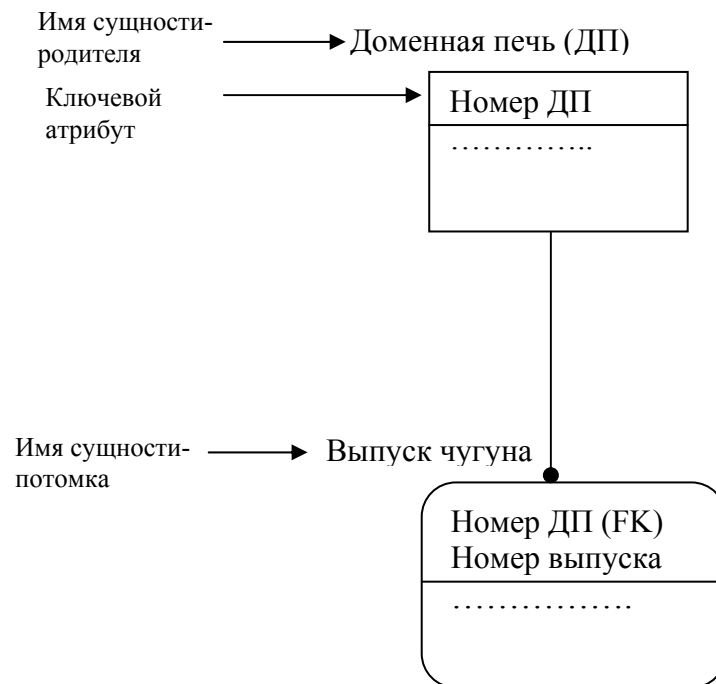 Имя сущности-
родителя
Доменная печь (ДП)
Ключевой
атрибут
Номер ДП
…………..
Имя сущности-
потомка
Выпуск чугуна
Номер ДП (FK)
Номер выпуска
…………….